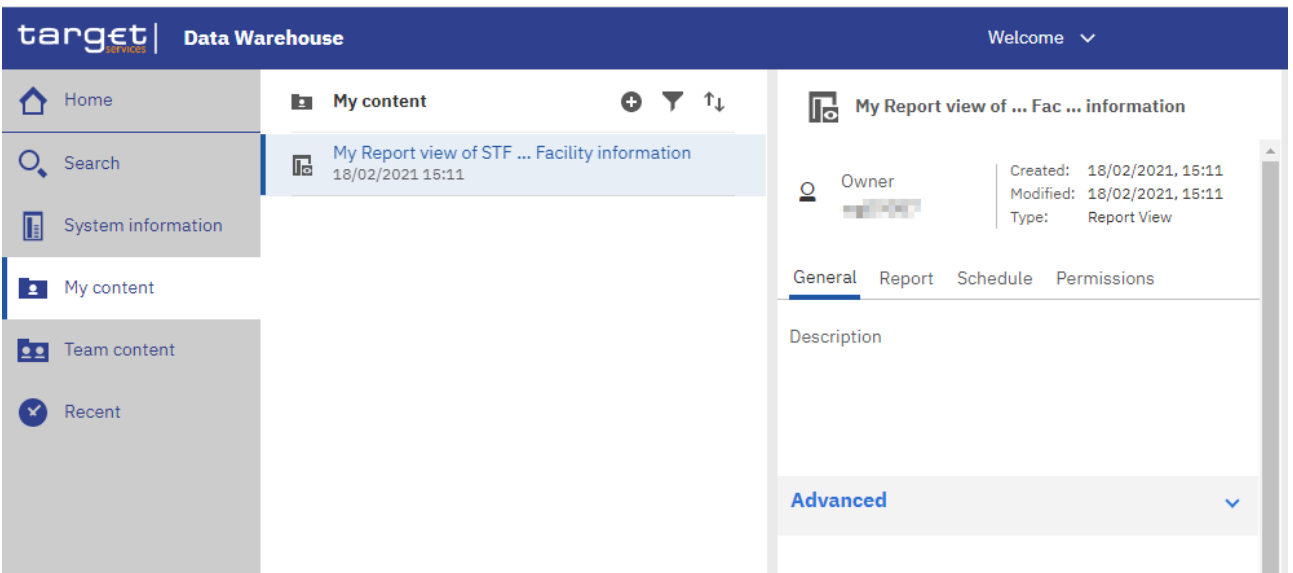 target services | Data Warehouse
Welcome
Home
Search
System information
My content
Team content
Recent
My content
My Report view of STF ... Facility information
18/02/2021 15:11
My Report view of ... Fac ... information
Owner
Created: 18/02/2021, 15:11
Modified: 18/02/2021, 15:11
Type: Report View
General Report Schedule Permissions
Description
Advanced